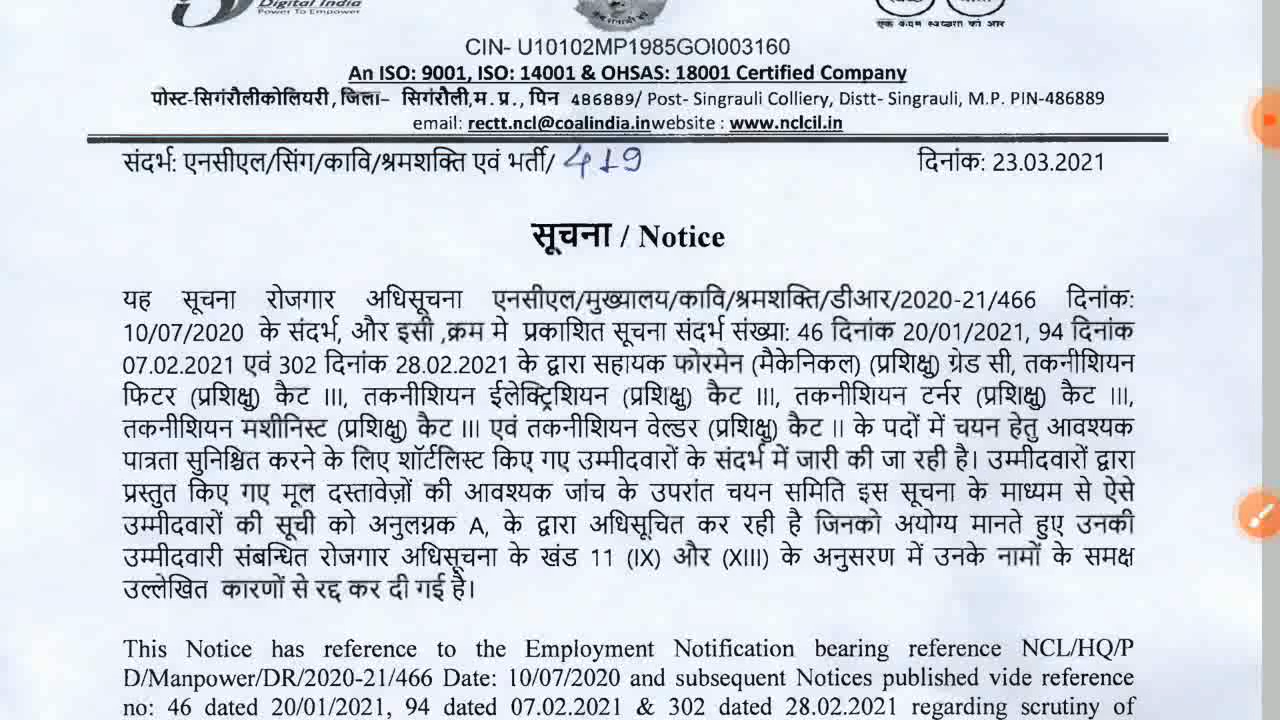 Digital India
Power To Empower
एक कदम स्वच्छता की ओर
CIN- U10102MP1985GOI003160
An ISO: 9001, ISO: 14001 & OHSAS: 18001 Certified Company
पोस्ट-सिगंरौलीकोलियरी, जिला– सिगंरौली,म. प्र., पिन 486889/ Post- Singrauli Colliery, Distt- Singrauli, M.P. PIN-486889
email: rectt.ncl@coalindia.inwebsite : www.nclcil.in
संदर्भ: एनसीएल/सिंग/कावि/श्रमशक्ति एवं भर्ती/ 419 दिनांक: 23.03.2021
सूचना / Notice
यह सूचना रोजगार अधिसूचना एनसीएल/मुख्यालय/कावि/श्रमशक्ति/डीआर/2020-21/466 दिनांक:
10/07/2020 के संदर्भ, और इसी ,क्रम मे प्रकाशित सूचना संदर्भ संख्या: 46 दिनांक 20/01/2021, 94 दिनांक
07.02.2021 एवं 302 दिनांक 28.02.2021 के द्वारा सहायक फोरमेन (मैकेनिकल) (प्रशिक्षु) ग्रेड सी, तकनीशियन
फिटर (प्रशिक्षु) कैट III, तकनीशियन ईलेक्ट्रिशियन (प्रशिक्षु) कैट III, तकनीशियन टर्नर (प्रशिक्षु) कैट III,
तकनीशियन मशीनिस्ट (प्रशिक्षु) कैट III एवं तकनीशियन वेल्डर (प्रशिक्षु) कैट II के पदों में चयन हेतु आवश्यक
पात्रता सुनिश्चित करने के लिए शॉर्टलिस्ट किए गए उम्मीदवारों के संदर्भ में जारी की जा रही है। उम्मीदवारों द्वारा
प्रस्तुत किए गए मूल दस्तावेज़ों की आवश्यक जांच के उपरांत चयन समिति इस सूचना के माध्यम से ऐसे
उम्मीदवारों की सूची को अनुलग्नक A, के द्वारा अधिसूचित कर रही है जिनको अयोग्य मानते हुए उनकी
उम्मीदवारी संबन्धित रोजगार अधिसूचना के खंड 11 (IX) और (XIII) के अनुसरण में उनके नामों के समक्ष
उल्लेखित कारणों से रद्द कर दी गई है।
This Notice has reference to the Employment Notification bearing reference NCL/HQ/P
D/Manpower/DR/2020-21/466 Date: 10/07/2020 and subsequent Notices published vide reference
no: 46 dated 20/01/2021, 94 dated 07.02.2021 & 302 dated 28.02.2021 regarding scrutiny of